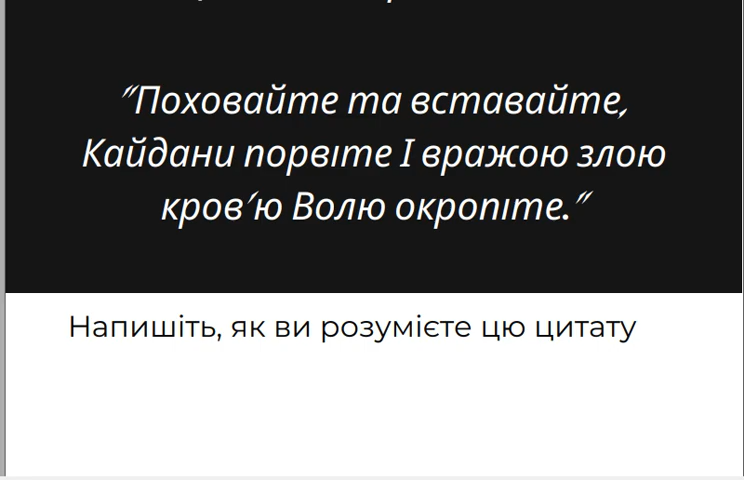 "Поховайте та вставайте,
Кайдани порвіте І вражою злою
кров'ю Волю окропіте."
Напишіть, як ви розумієте цю цитату